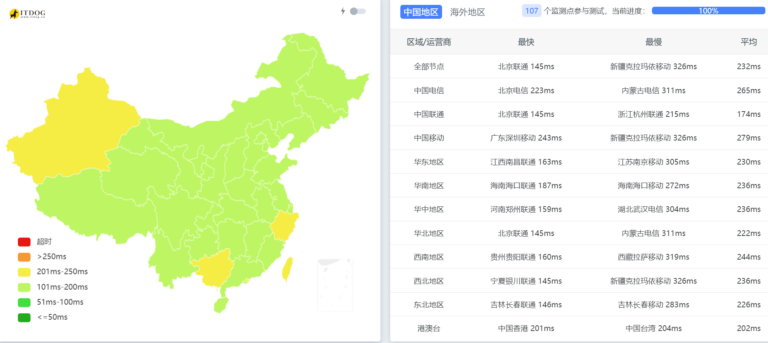 ITDOG
中国地区 海外地区 107 个监测点参与测试，当前进度： 100%
区域/运营商 最快 最慢 平均
全部节点 北京联通 145ms 新疆克拉玛依移动 326ms 232ms
中国电信 北京电信 223ms 内蒙古电信 311ms 265ms
中国联通 北京联通 145ms 浙江杭州联通 215ms 174ms
中国移动 广东深圳移动 243ms 新疆克拉玛依移动 326ms 279ms
华东地区 江西南昌联通 163ms 江苏南京移动 305ms 230ms
华南地区 海南海口联通 187ms 海南海口移动 272ms 236ms
华中地区 河南郑州联通 159ms 湖北武汉电信 304ms 236ms
华北地区 北京联通 145ms 内蒙古电信 311ms 222ms
西南地区 贵州贵阳联通 160ms 西藏拉萨移动 319ms 244ms
西北地区 宁夏银川联通 145ms 新疆克拉玛依移动 326ms 236ms
东北地区 吉林长春联通 146ms 吉林长春移动 283ms 226ms
港澳台 中国香港 201ms 中国台湾 204ms 202ms
超时
>250ms
201ms-250ms
101ms-200ms
51ms-100ms
<=50ms